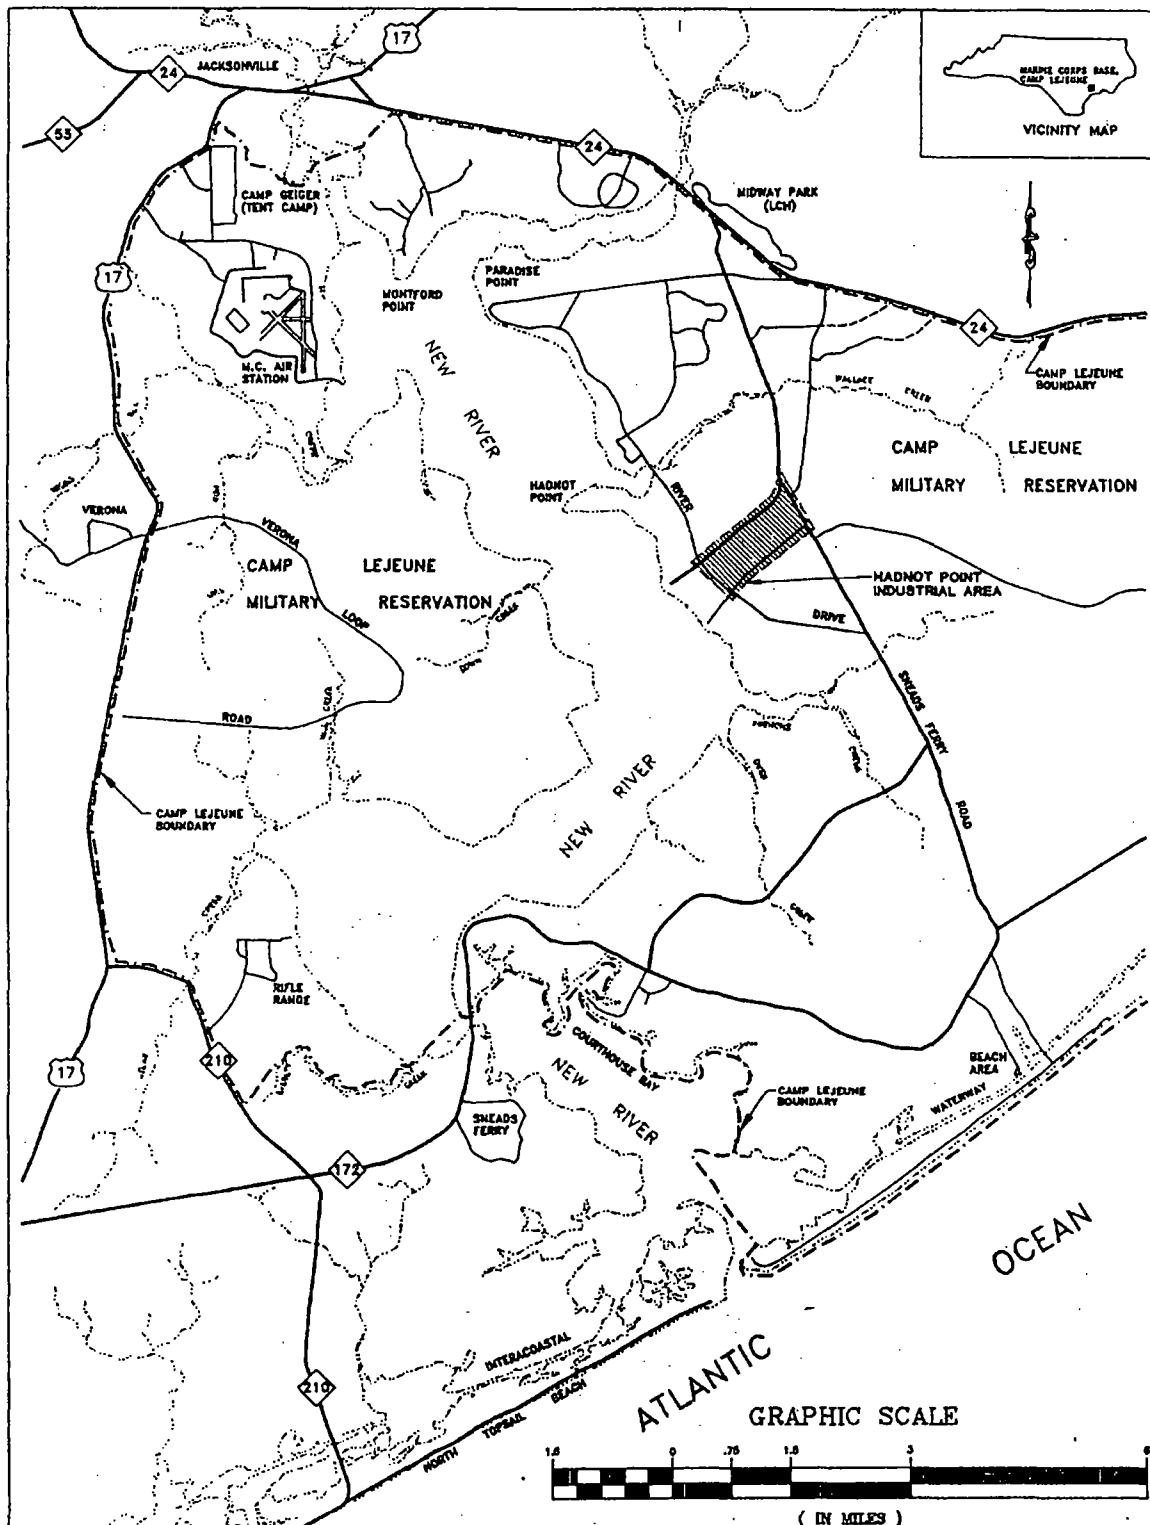 17
24
JACKSONVILLE
MARINE CORPS BASE,
CAMP LEJEUNE
VICINITY MAP
53
24
CAMP GEIGER
(TENT CAMP)
MIDWAY PARK
(LCH)
17
PARADISE
POINT
MONTFORD
POINT
NEW
RIVER
24
M.C. AIR
STATION
CAMP LEJEUNE
BOUNDARY
WALLACE
CREEK
CAMP LEJEUNE
MILITARY RESERVATION
HADNOT
POINT
RIVER
VERONA
VERONA
CAMP LEJEUNE
MILITARY RESERVATION
LOOP
HADNOT POINT
INDUSTRIAL AREA
DRIVE
CREEK
ROAD
SNEADS FERRY
ROAD
CREEK
NEW RIVER
CAMP LEJEUNE
BOUNDARY
CREEK
RIFLE
RANGE
210
17
COURTHOUSE BAY
NEW
RIVER
BEACH
AREA
CAMP LEJEUNE
BOUNDARY
WATERWAY
SNEADS
FERRY
172
OCEAN
INTERACOASTAL
210
NORTH TOPSAIL BEACH
ATLANTIC
GRAPHIC SCALE
1.5 0 .75 1.5 3 6
( IN MILES )